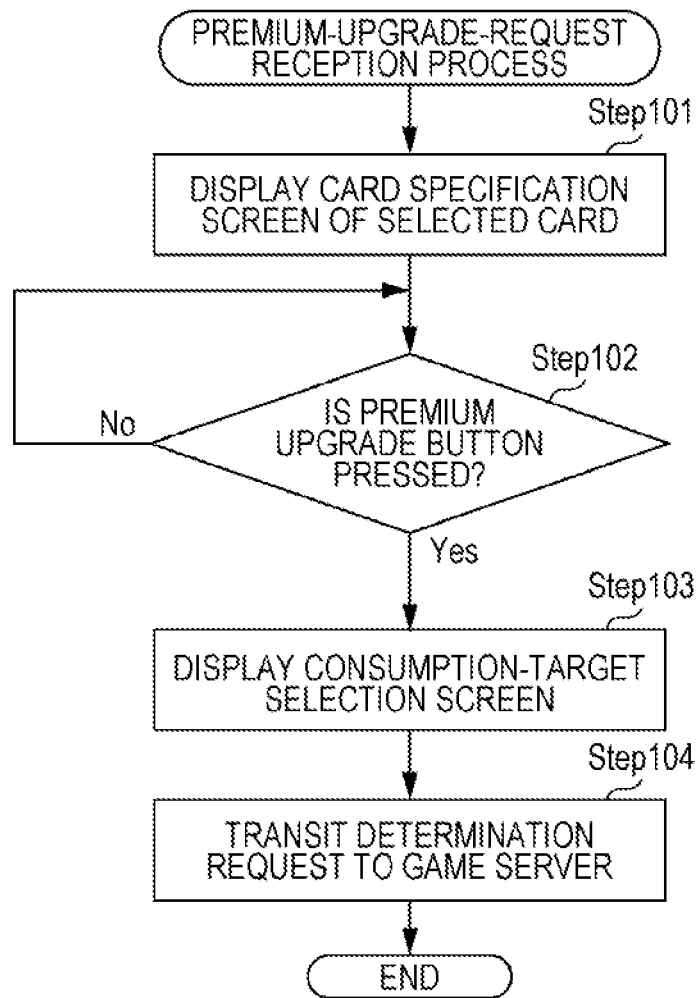 PREMIUM-UPGRADE-REQUEST
RECEPTION PROCESS
Step101
DISPLAY CARD SPECIFICATION
SCREEN OF SELECTED CARD
Step102
IS PREMIUM
UPGRADE BUTTON
PRESSED?
No
Yes
Step103
DISPLAY CONSUMPTION-TARGET
SELECTION SCREEN
Step104
TRANSIT DETERMINATION
REQUEST TO GAME SERVER
END